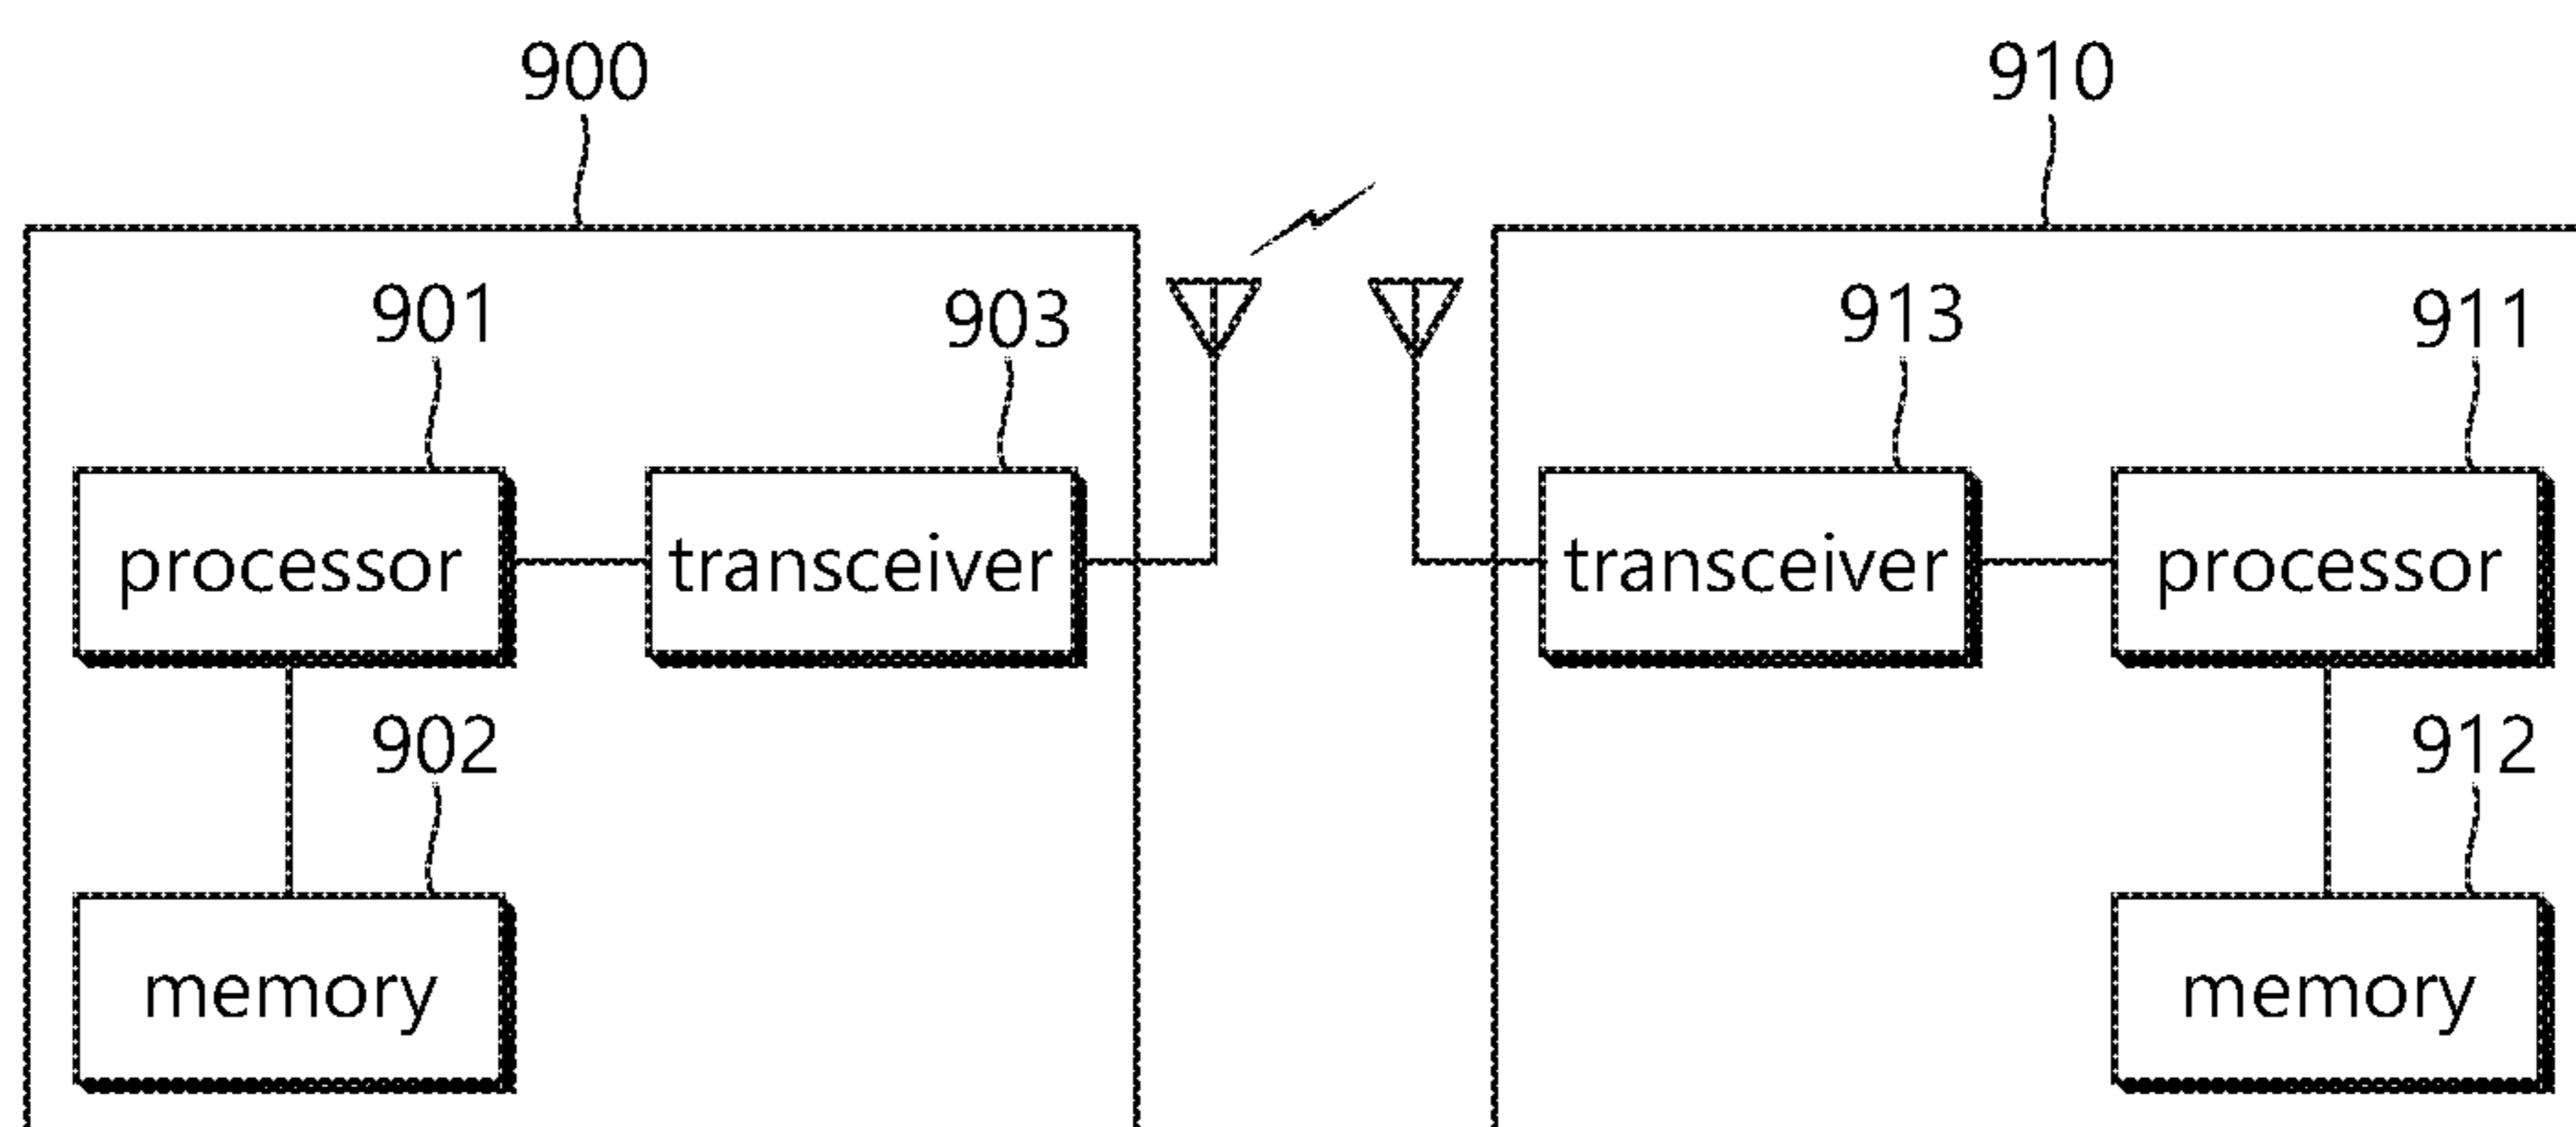 900 910
901 903 913 911
processor transceiver transceiver processor
902 912
memory memory